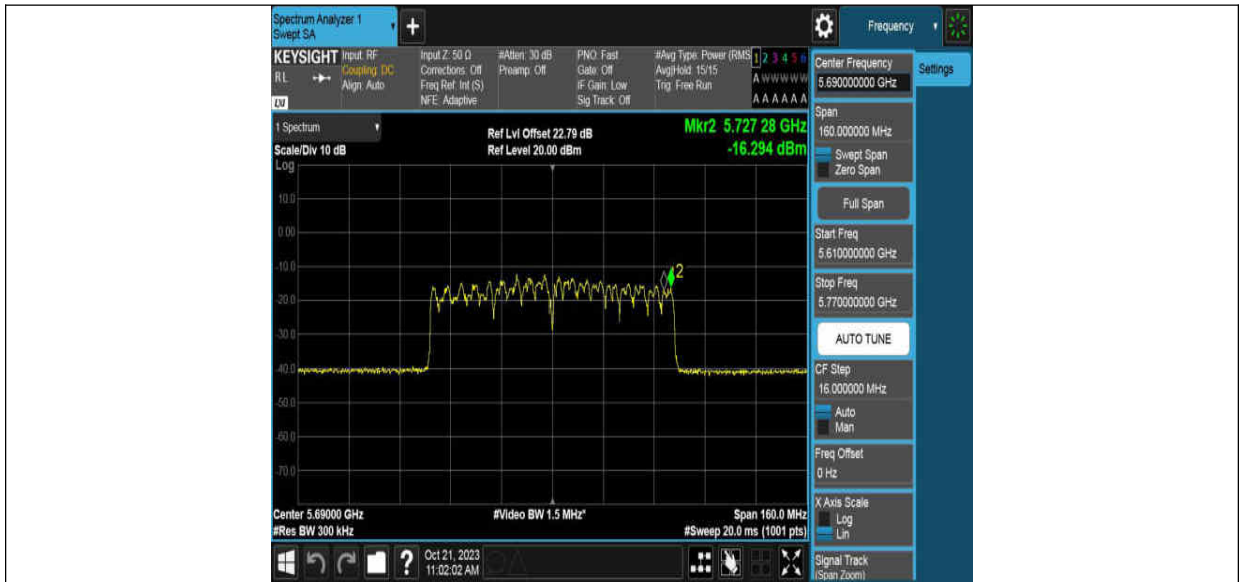 Spectrum Analyzer 1
Swept SA
Frequency
KEYSIGHT
RL
Input: RF
Coupling: DC
Align: Auto
Input Z: 50 Ω
Corrections: Off
Freq Ref: Int (S)
NFE: Adaptive
#Atten: 30 dB
Preamp: Off
PNO: Fast
Gate: Off
IF Gain: Low
Sig Track: Off
#Avg Type: Power (RMS
Avg|Hold: 15/15
Trig: Free Run
1 2 3 4 5 6
A W W W W W
A A A A A A
1 Spectrum
Scale/Div 10 dB
Ref Lvl Offset 22.79 dB
Ref Level 20.00 dBm
Mkr2 5.727 28 GHz
-16.294 dBm
Log
10.0
0.00
-10.0
-20.0
-30.0
-40.0
-50.0
-60.0
-70.0
2
Center 5.69000 GHz
#Res BW 300 kHz
#Video BW 1.5 MHz*
Span 160.0 MHz
#Sweep 20.0 ms (1001 pts)
Oct 21, 2023
11:02:02 AM
Center Frequency
5.690000000 GHz
Settings
Span
160.000000 MHz
Swept Span
Zero Span
Full Span
Start Freq
5.610000000 GHz
Stop Freq
5.770000000 GHz
AUTO TUNE
CF Step
16.000000 MHz
Auto
Man
Freq Offset
0 Hz
X Axis Scale
Log
Lin
Signal Track
(Span Zoom)